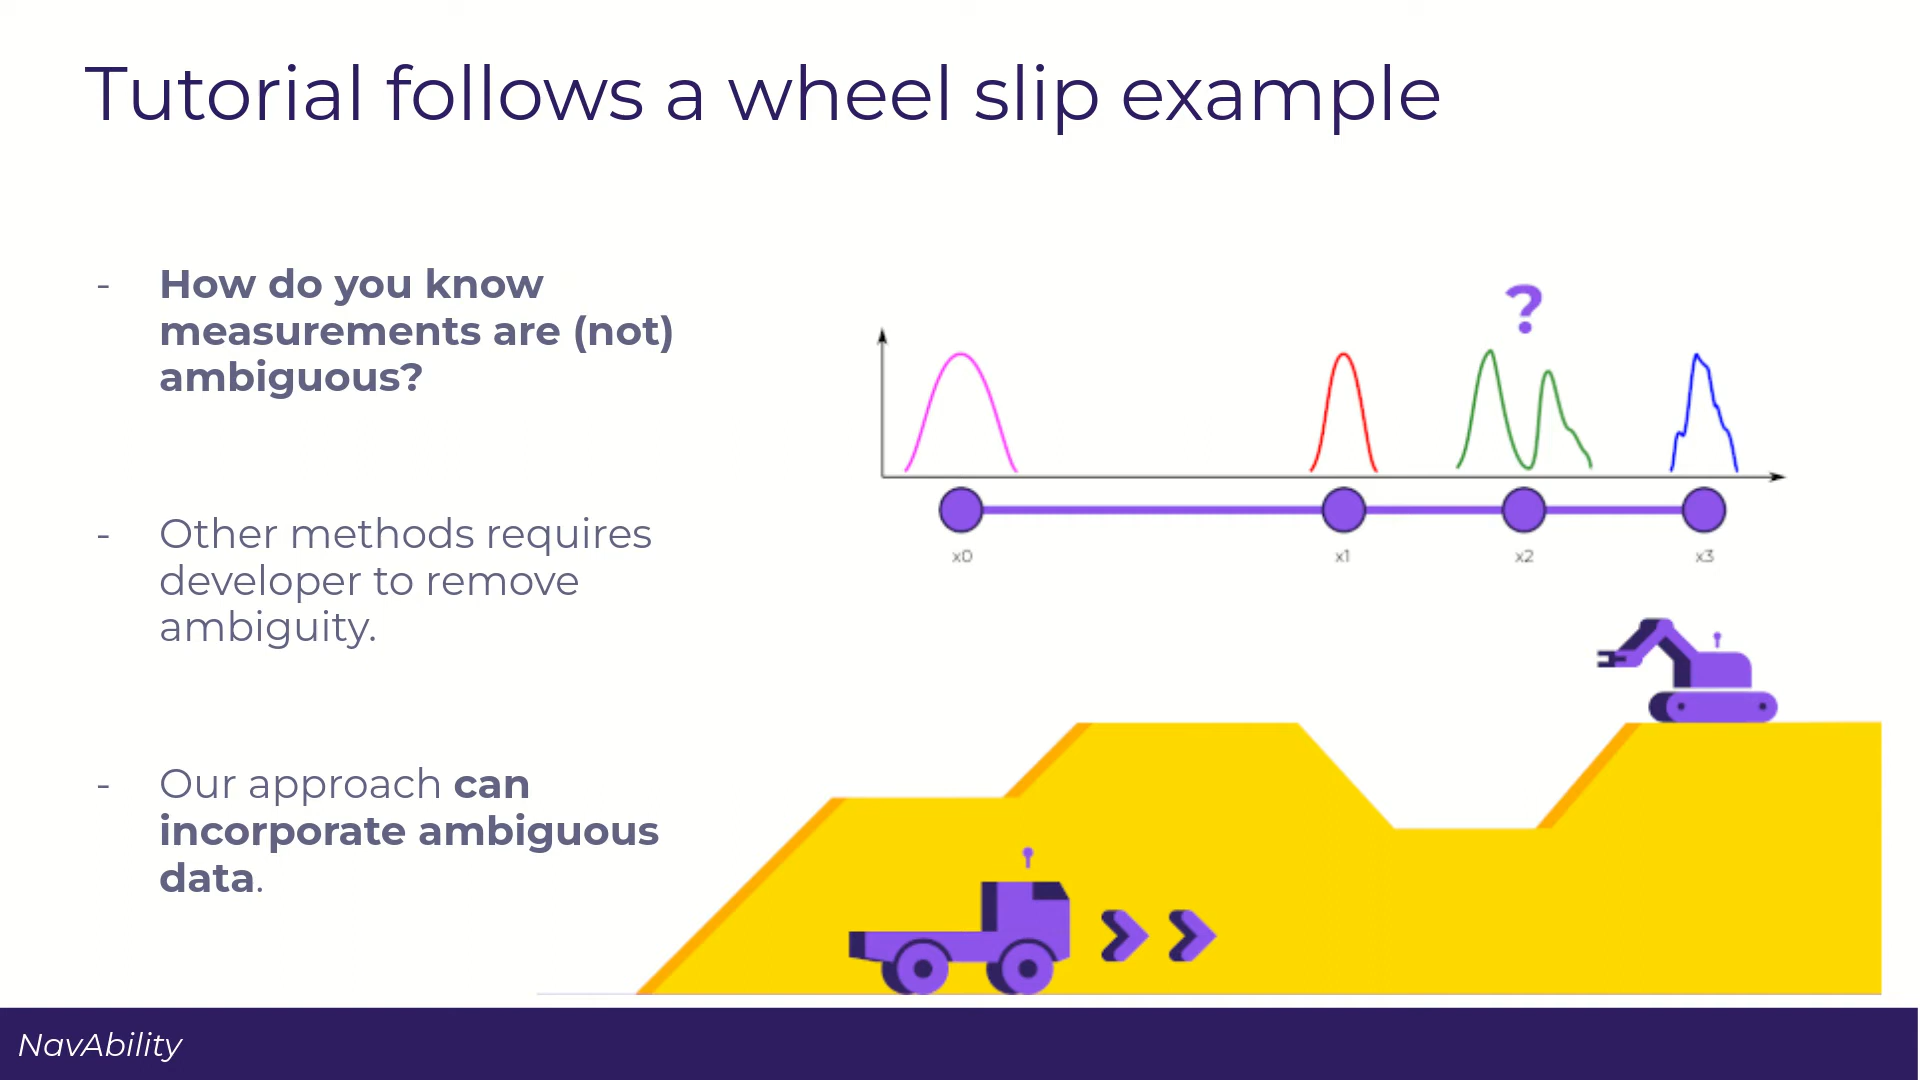 Tutorial follows a wheel slip example
- How do you know
measurements are (not)
ambiguous?
- Other methods requires
developer to remove
ambiguity.
- Our approach can
incorporate ambiguous
data.
?
x0 x1 x2 x3
NavAbility